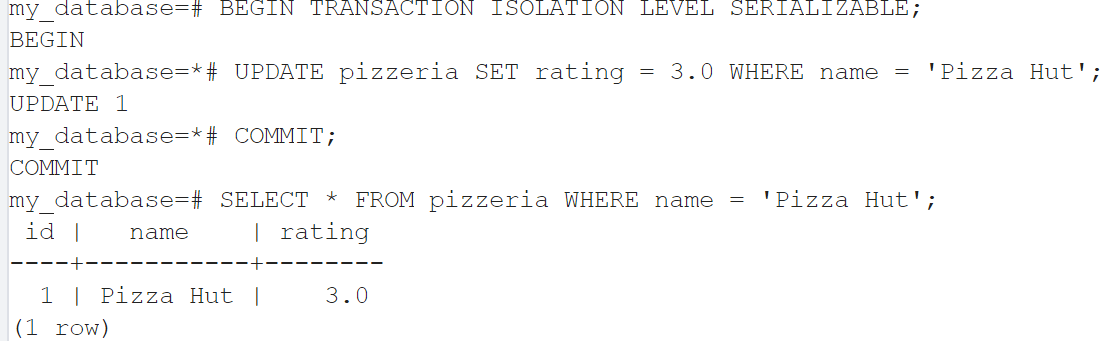 my_database=# BEGIN TRANSACTION ISOLATION LEVEL SERIALIZABLE;
BEGIN
my_database=*# UPDATE pizzeria SET rating = 3.0 WHERE name = 'Pizza Hut';
UPDATE 1
my_database=*# COMMIT;
COMMIT
my_database=# SELECT * FROM pizzeria WHERE name = 'Pizza Hut';
 id |   name    | rating
----+-----------+--------
  1 | Pizza Hut |    3.0
(1 row)